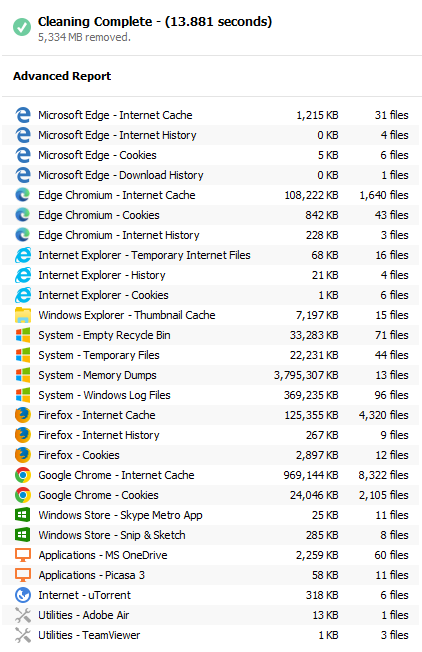 Cleaning Complete - (13.881 seconds)
5,334 MB removed.
Advanced Report
Microsoft Edge - Internet Cache 1,215 KB 31 files
Microsoft Edge - Internet History 0 KB 4 files
Microsoft Edge - Cookies 5 KB 6 files
Microsoft Edge - Download History 0 KB 1 files
Edge Chromium - Internet Cache 108,222 KB 1,640 files
Edge Chromium - Cookies 842 KB 43 files
Edge Chromium - Internet History 228 KB 3 files
Internet Explorer - Temporary Internet Files 68 KB 16 files
Internet Explorer - History 21 KB 4 files
Internet Explorer - Cookies 1 KB 6 files
Windows Explorer - Thumbnail Cache 7,197 KB 15 files
System - Empty Recycle Bin 33,283 KB 71 files
System - Temporary Files 22,231 KB 44 files
System - Memory Dumps 3,795,307 KB 13 files
System - Windows Log Files 369,235 KB 96 files
Firefox - Internet Cache 125,355 KB 4,320 files
Firefox - Internet History 267 KB 9 files
Firefox - Cookies 2,897 KB 12 files
Google Chrome - Internet Cache 969,144 KB 8,322 files
Google Chrome - Cookies 24,046 KB 2,105 files
Windows Store - Skype Metro App 25 KB 11 files
Windows Store - Snip & Sketch 285 KB 8 files
Applications - MS OneDrive 2,259 KB 60 files
Applications - Picasa 3 58 KB 11 files
Internet - uTorrent 318 KB 6 files
Utilities - Adobe Air 13 KB 1 files
Utilities - TeamViewer 1 KB 3 files